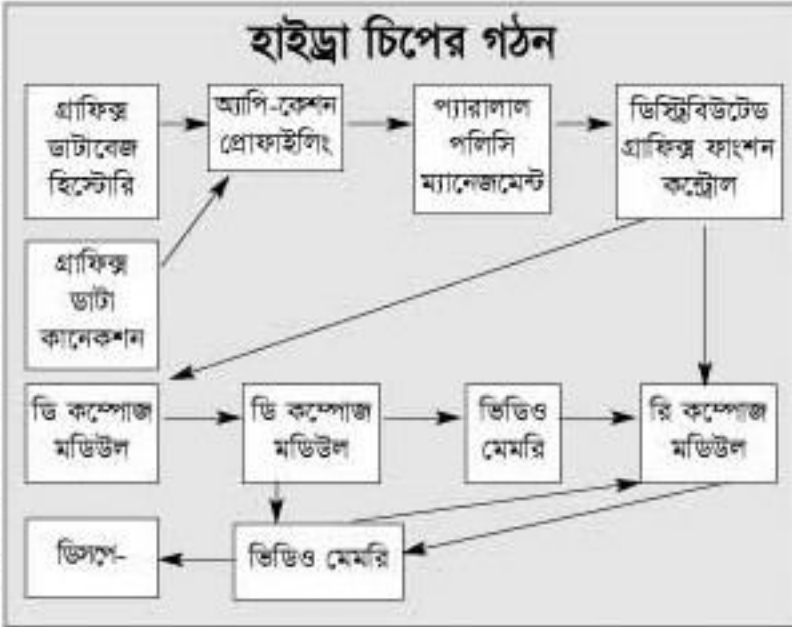 হাইড্রা চিপের গঠন
গ্রাফিক্স
ডাটাবেজ
হিস্টোরি
অ্যাপি-কেশন
প্রোফাইলিং
প্যারালাল
পলিসি
ম্যানেজমেন্ট
ডিস্ট্রিবিউটেড
গ্রাফিক্স ফাংশন
কন্ট্রোল
গ্রাফিক্স
ডাটা
কানেকশন
ডি কম্পোজ
মডিউল
ডি কম্পোজ
মডিউল
ভিডিও
মেমরি
রি কম্পোজ
মডিউল
ডিসপে-
ভিডিও মেমরি